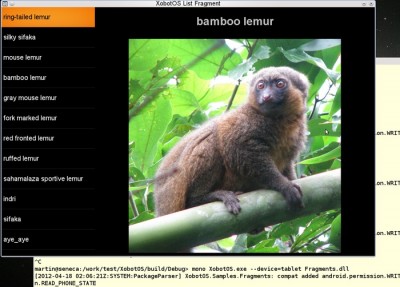 XobotOS List Fragment
ring-tailed lemur
silky sifaka
mouse lemur
bamboo lemur
gray mouse lemur
fork marked lemur
red fronted lemur
ruffed lemur
sahamalaza sportive lemur
indri
sifaka
aye_aye
bamboo lemur
on.WRIT
on.WRIT
on.WRIT
on.WRIT
^C
martin@seneca:/work/test/XobotOS/build/Debug> mono XobotOS.exe --device=tablet Fragments.dll
[2012-04-18 02:06:21Z:SYSTEM:PackageParser] XobotOS.Samples.Fragments: compat added android.permission.WRIT
n.READ_PHONE_STATE